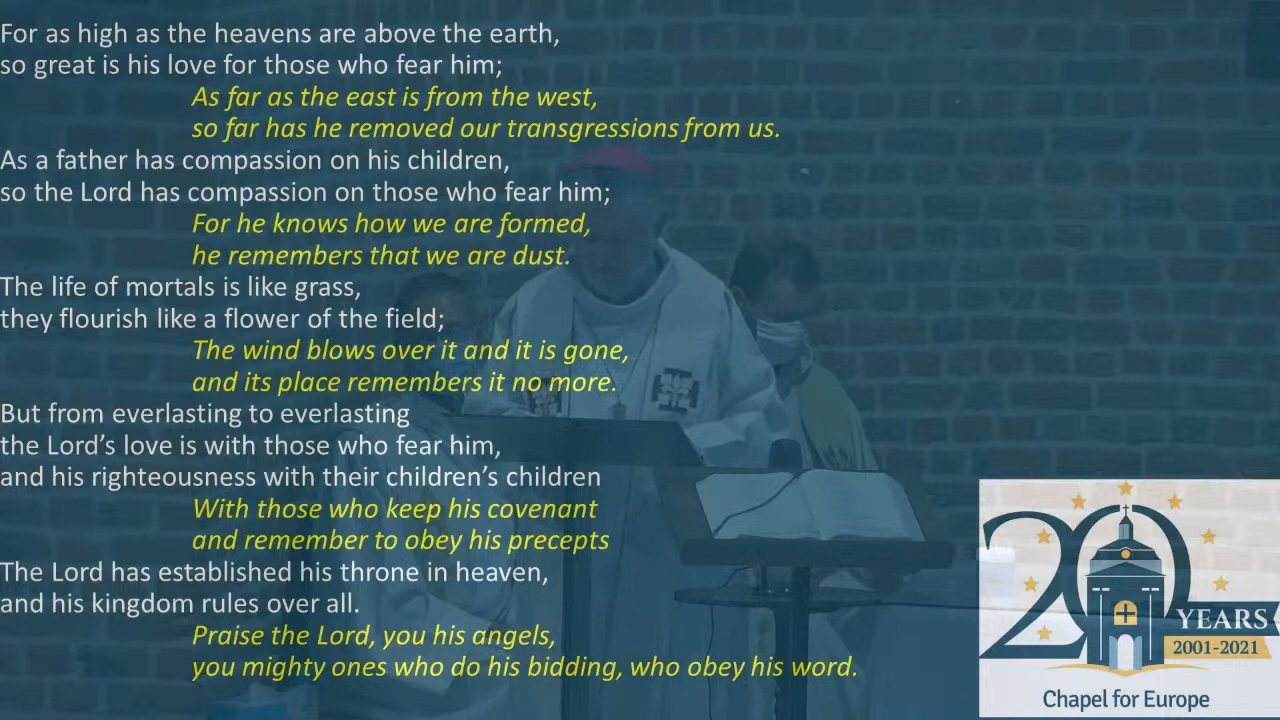 For as high as the heavens are above the earth,
so great is his love for those who fear him;
As far as the east is from the west,
so far has he removed our transgressions from us.
As a father has compassion on his children,
so the Lord has compassion on those who fear him;
For he knows how we are formed,
he remembers that we are dust.
The life of mortals is like grass,
they flourish like a flower of the field;
The wind blows over it and it is gone,
and its place remembers it no more.
But from everlasting to everlasting
the Lord’s love is with those who fear him,
and his righteousness with their children’s children
With those who keep his covenant
and remember to obey his precepts
The Lord has established his throne in heaven,
and his kingdom rules over all.
Praise the Lord, you his angels,
you mighty ones who do his bidding, who obey his word.
20
YEARS
2001-2021
Chapel for Europe